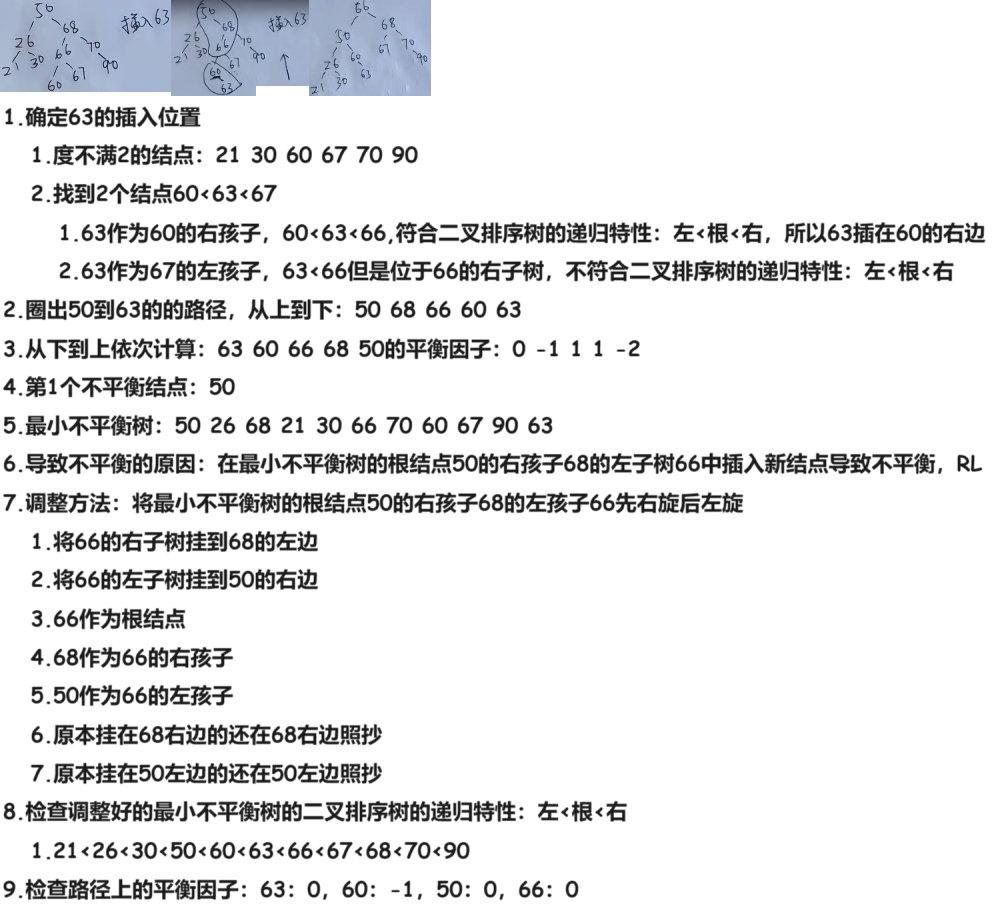 50
68
26
66
70
21
30
60
67
90
插入63
50
68
26
66
70
21
30
60
67
90
63
插入63
66
50
68
26
60
67
70
21
30
63
90
1.确定63的插入位置
1.度不满2的结点：21 30 60 67 70 90
2.找到2个结点60<63<67
1.63作为60的右孩子，60<63<66,符合二叉排序树的递归特性：左<根<右，所以63插在60的右边
2.63作为67的左孩子，63<66但是位于66的右子树，不符合二叉排序树的递归特性：左<根<右
2.圈出50到63的的路径，从上到下：50 68 66 60 63
3.从下到上依次计算：63 60 66 68 50的平衡因子：0 -1 1 1 -2
4.第1个不平衡结点：50
5.最小不平衡树：50 26 68 21 30 66 70 60 67 90 63
6.导致不平衡的原因：在最小不平衡树的根结点50的右孩子68的左子树66中插入新结点导致不平衡，RL
7.调整方法：将最小不平衡树的根结点50的右孩子68的左孩子66先右旋后左旋
1.将66的右子树挂到68的左边
2.将66的左子树挂到50的右边
3.66作为根结点
4.68作为66的右孩子
5.50作为66的左孩子
6.原本挂在68右边的还在68右边照抄
7.原本挂在50左边的还在50左边照抄
8.检查调整好的最小不平衡树的二叉排序树的递归特性：左<根<右
1.21<26<30<50<60<63<66<67<68<70<90
9.检查路径上的平衡因子：63：0，60：-1，50：0，66：0